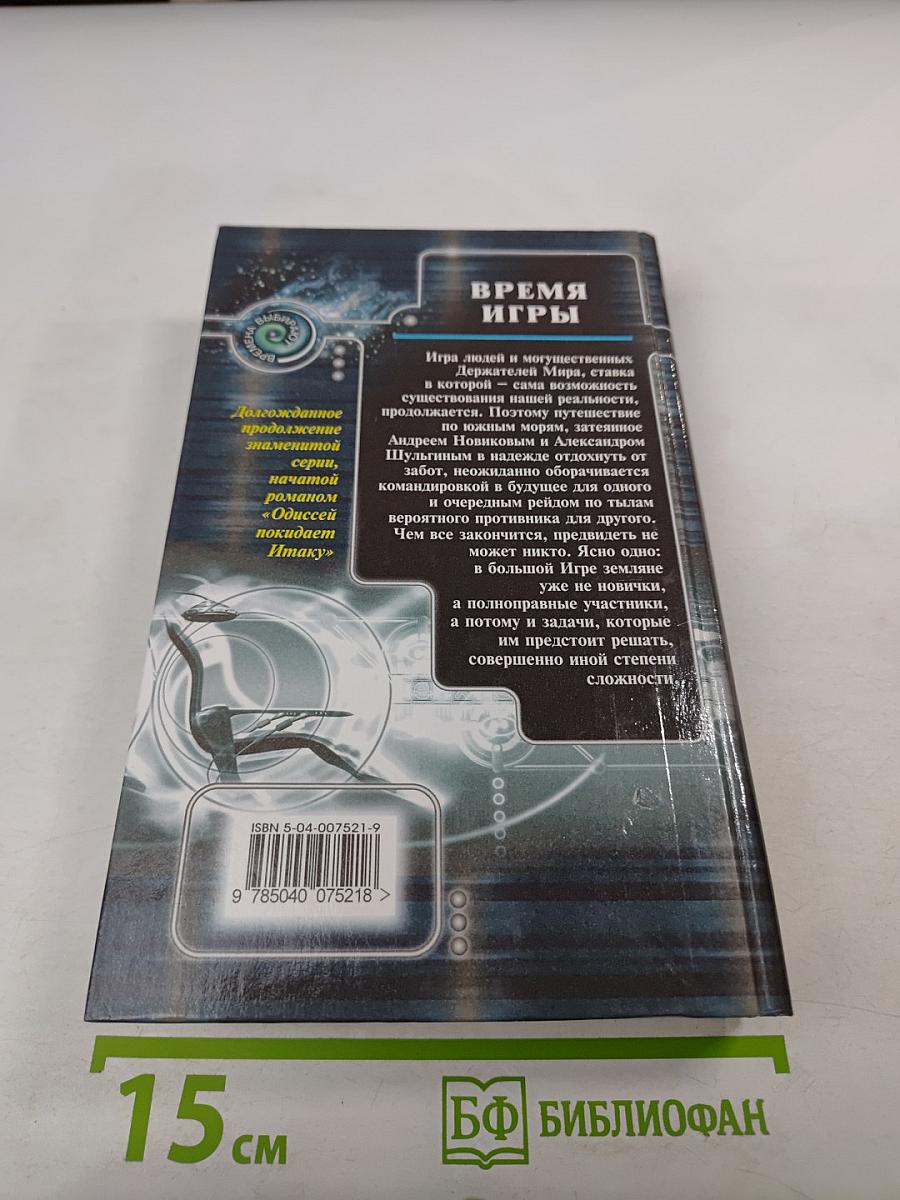 ВРЕМЯ
ИГРЫ
ВРЕМЕНА ВЫБИРАЮТ
Долгожданное
продолжение
знаменитой
серии,
начатой
романом
«Одиссей
покидает
Итаку»
Игра людей и могущественных
Держателей Мира, ставка
в которой — сама возможность
существования нашей реальности,
продолжается. Поэтому путешествие
по южным морям, затеянное
Андреем Новиковым и Александром
Шульгиным в надежде отдохнуть от
забот, неожиданно оборачивается
командировкой в будущее для одного
и очередным рейдом по тылам
вероятного противника для другого.
Чем все закончится, предвидеть не
может никто. Ясно одно:
в большой Игре земляне
уже не новички,
а полноправные участники,
а потому и задачи, которые
им предстоит решать,
совершенно иной степени
сложности.
ISBN 5-04-007521-9
9 785040 075218 >
15 см
БФ БИБЛИОФАН